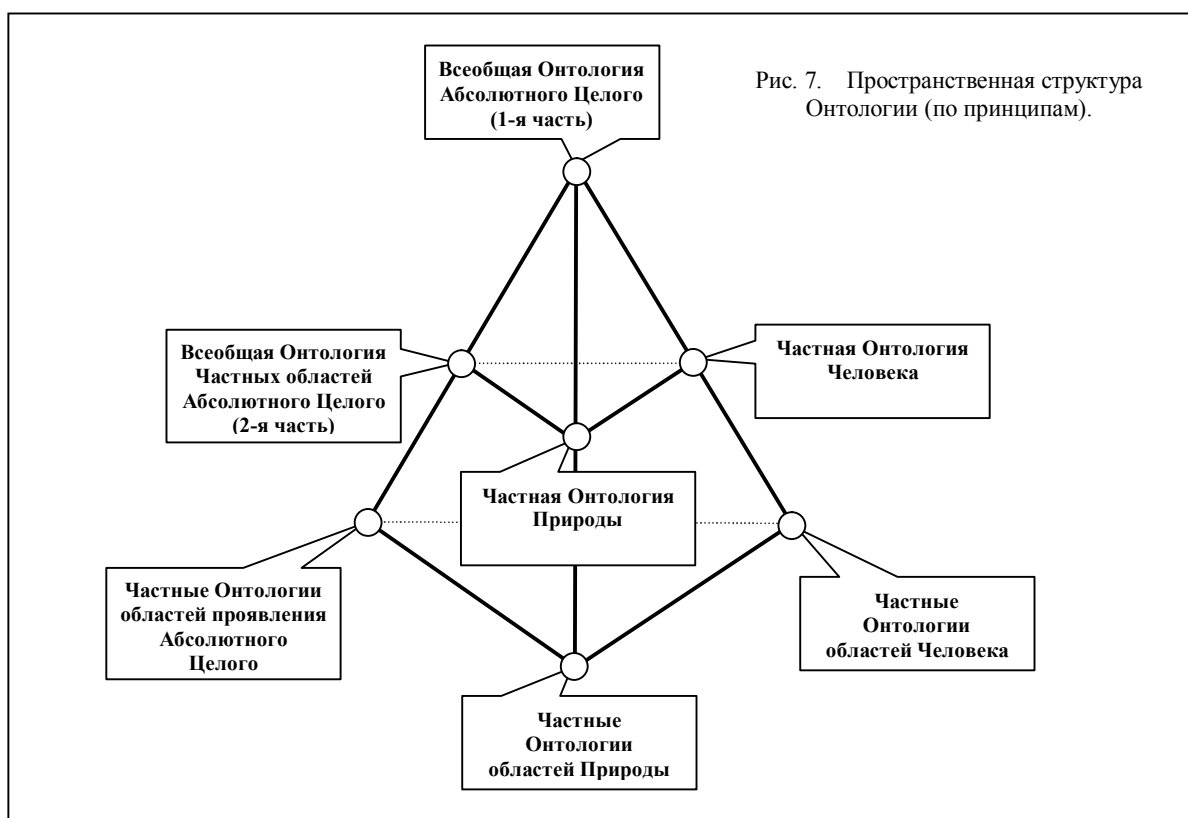 Всеобщая Онтология
Абсолютного Целого
(1-я часть)
Рис. 7. Пространственная структура
Онтологии (по принципам).
Всеобщая Онтология
Частных областей
Абсолютного Целого
(2-я часть)
Частная Онтология
Человека
Частная Онтология
Природы
Частные Онтологии
областей проявления
Абсолютного
Целого
Частные
Онтологии
областей Человека
Частные
Онтологии
областей Природы